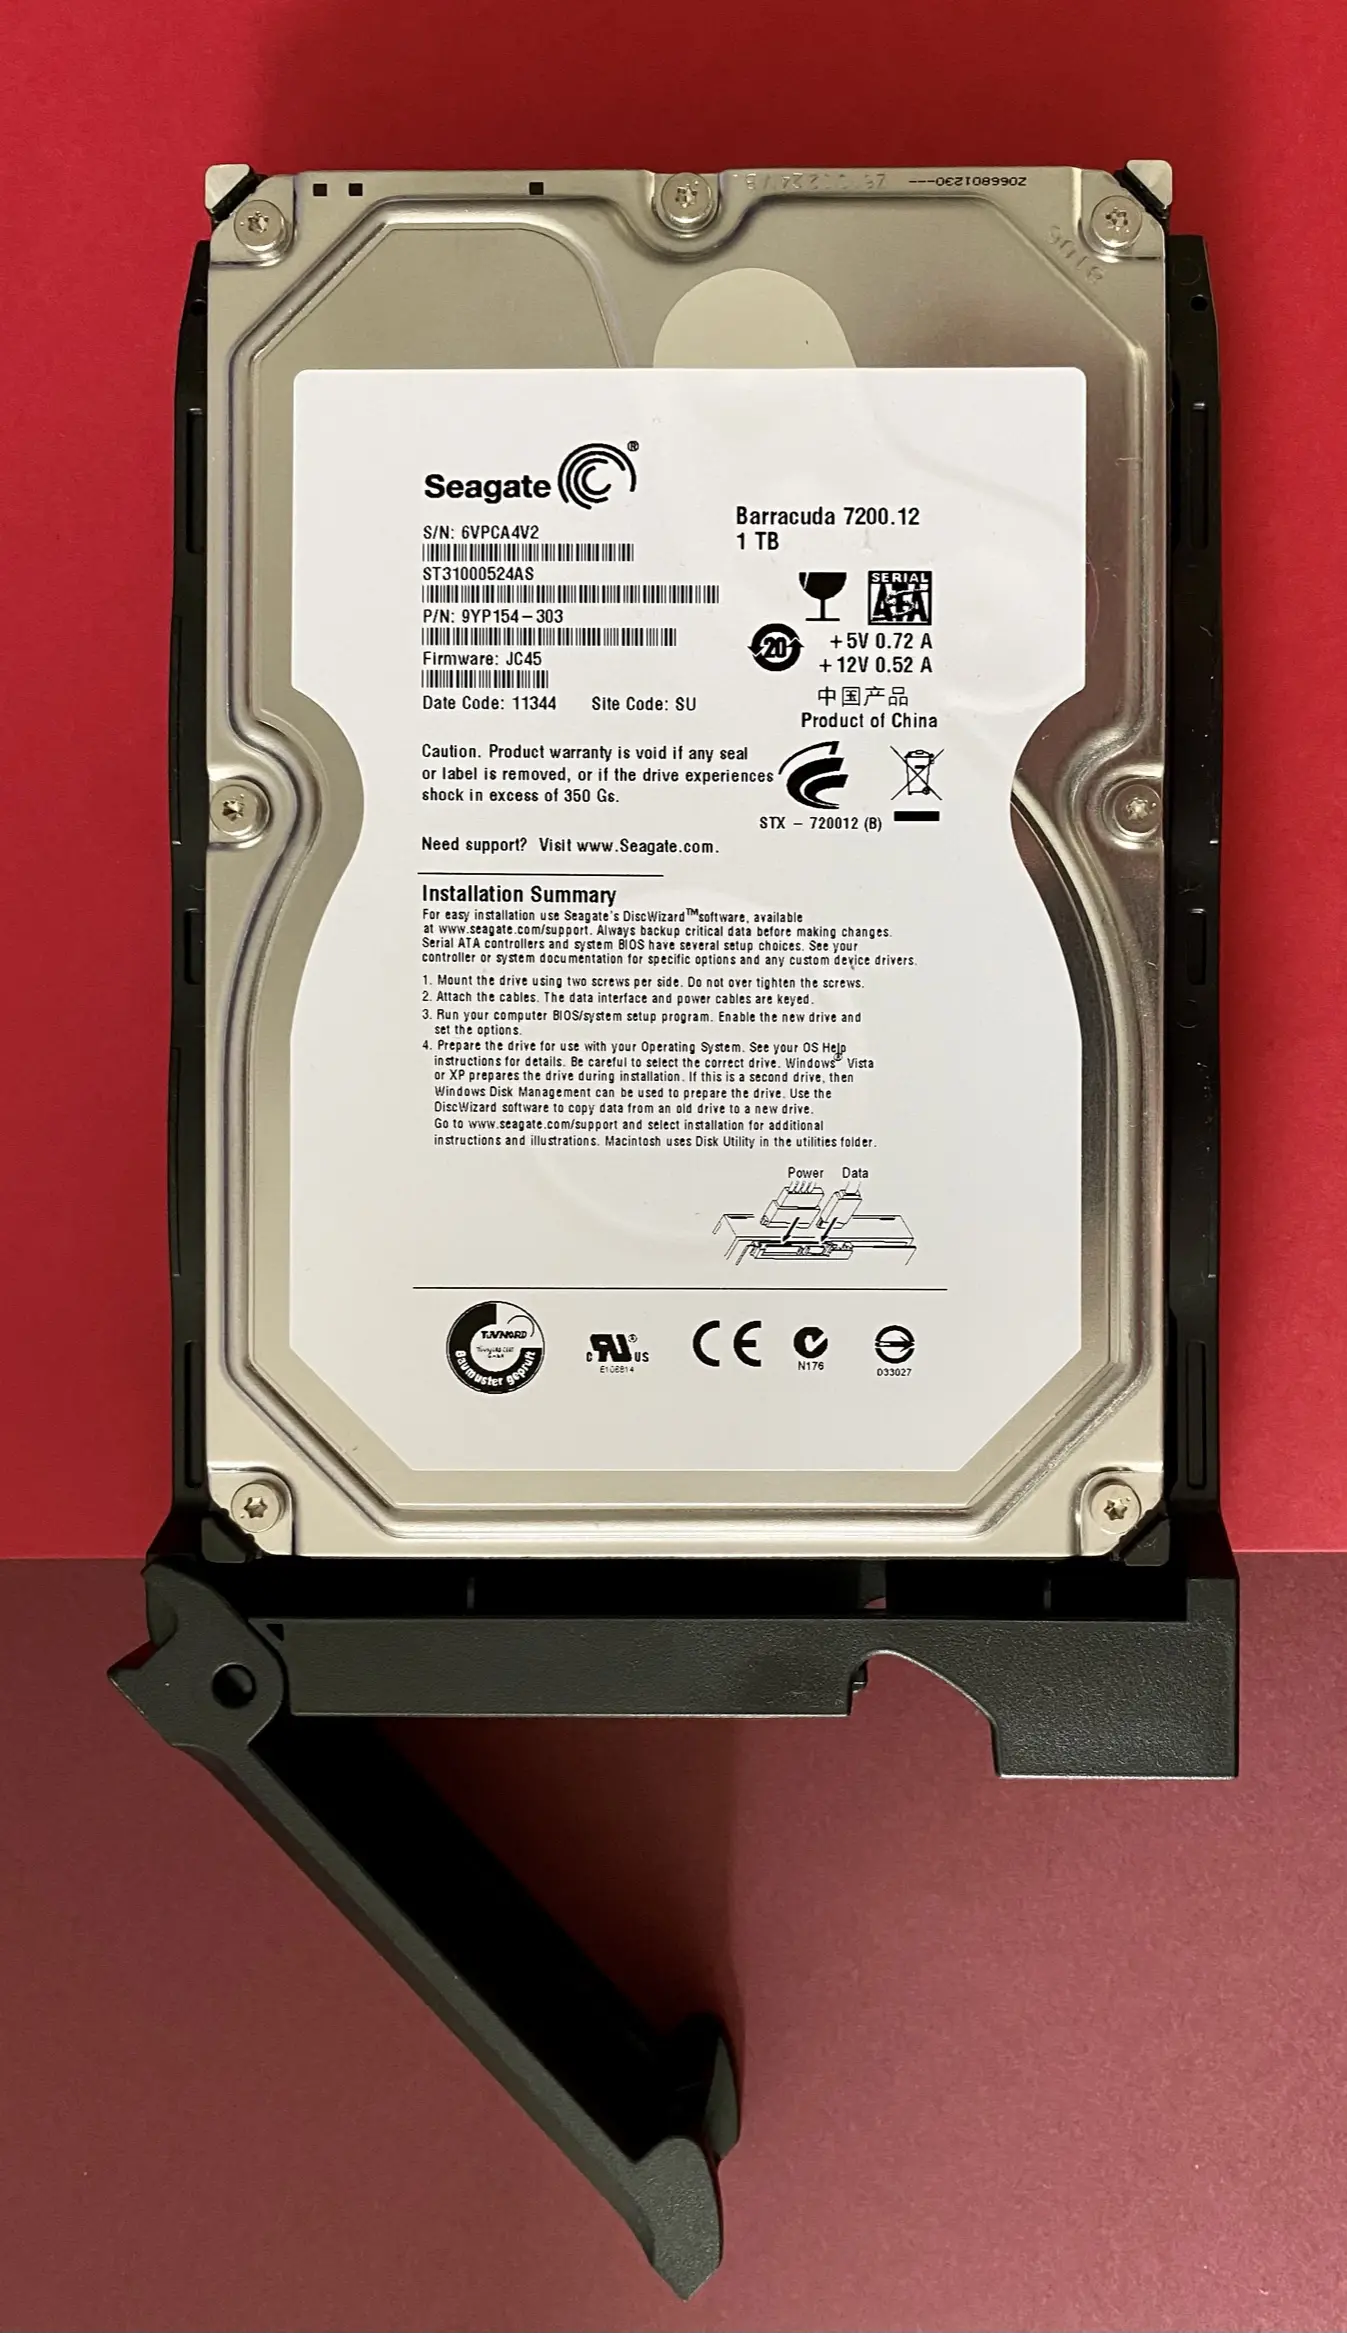 Z066801230---
Seagate®
S/N: 6VPCA4V2
ST31000524AS
P/N: 9YP154-303
Firmware: JC45
Date Code: 11344 Site Code: SU
Barracuda 7200.12
1 TB
SERIAL
ATA
20
+5V 0.72 A
+12V 0.52 A
中国产品
Product of China
Caution. Product warranty is void if any seal
or label is removed, or if the drive experiences
shock in excess of 350 Gs.
STX - 720012 (B)
Need support? Visit www.Seagate.com.
Installation Summary
For easy installation use Seagate's DiscWizard™software, available
at www.seagate.com/support. Always backup critical data before making changes.
Serial ATA controllers and system BIOS have several setup choices. See your
controller or system documentation for specific options and any custom device drivers.
1. Mount the drive using two screws per side. Do not over tighten the screws.
2. Attach the cables. The data interface and power cables are keyed.
3. Run your computer BIOS/system setup program. Enable the new drive and
set the options.
4. Prepare the drive for use with your Operating System. See your OS Help
instructions for details. Be careful to select the correct drive. Windows® Vista
or XP prepares the drive during installation. If this is a second drive, then
Windows Disk Management can be used to prepare the drive. Use the
DiscWizard software to copy data from an old drive to a new drive.
Go to www.seagate.com/support and select installation for additional
instructions and illustrations. Macintosh uses Disk Utility in the utilities folder.
Power Data
TÜVNORD
Baumuster geprüft
c RU® US
E108814
CE
N176
D33027